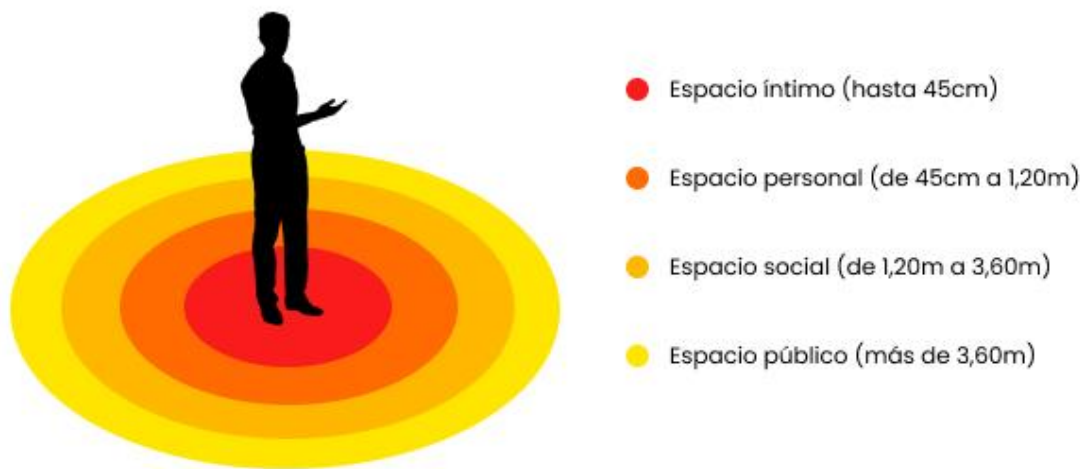 Espacio íntimo (hasta 45cm)
Espacio personal (de 45cm a 1,20m)
Espacio social (de 1,20m a 3,60m)
Espacio público (más de 3,60m)